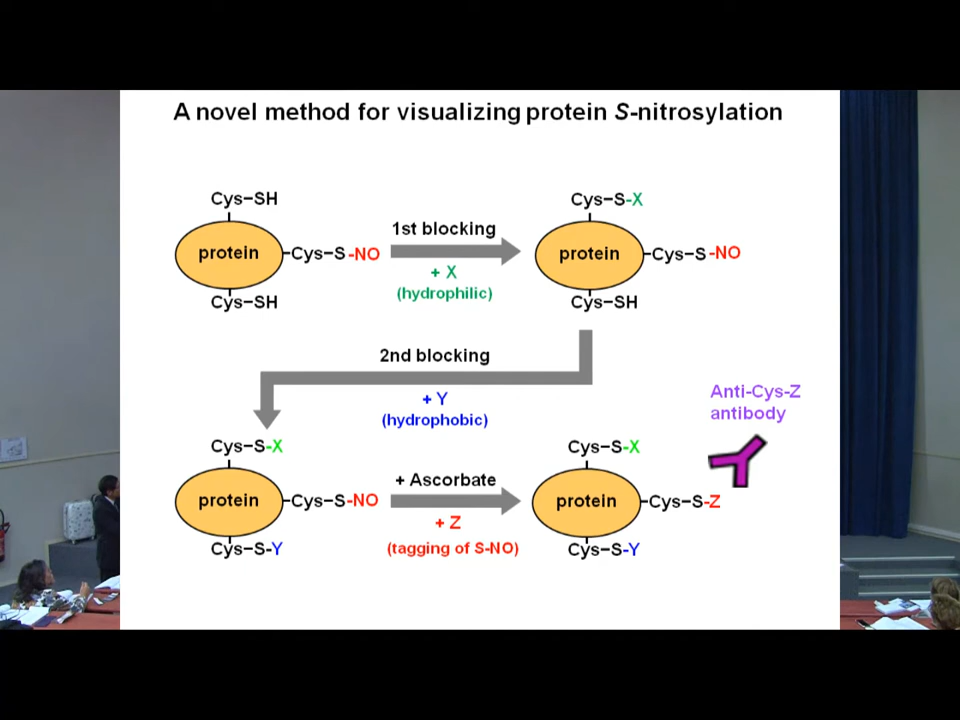 A novel method for visualizing protein S-nitrosylation
Cys–SH
protein
Cys–S-NO
Cys–SH
1st blocking
+ X
(hydrophilic)
Cys–S-X
protein
Cys–S-NO
Cys–SH
2nd blocking
+ Y
(hydrophobic)
Cys–S-X
protein
Cys–S-NO
Cys–S-Y
+ Ascorbate
+ Z
(tagging of S-NO)
Cys–S-X
protein
Cys–S-Z
Cys–S-Y
Anti-Cys-Z
antibody